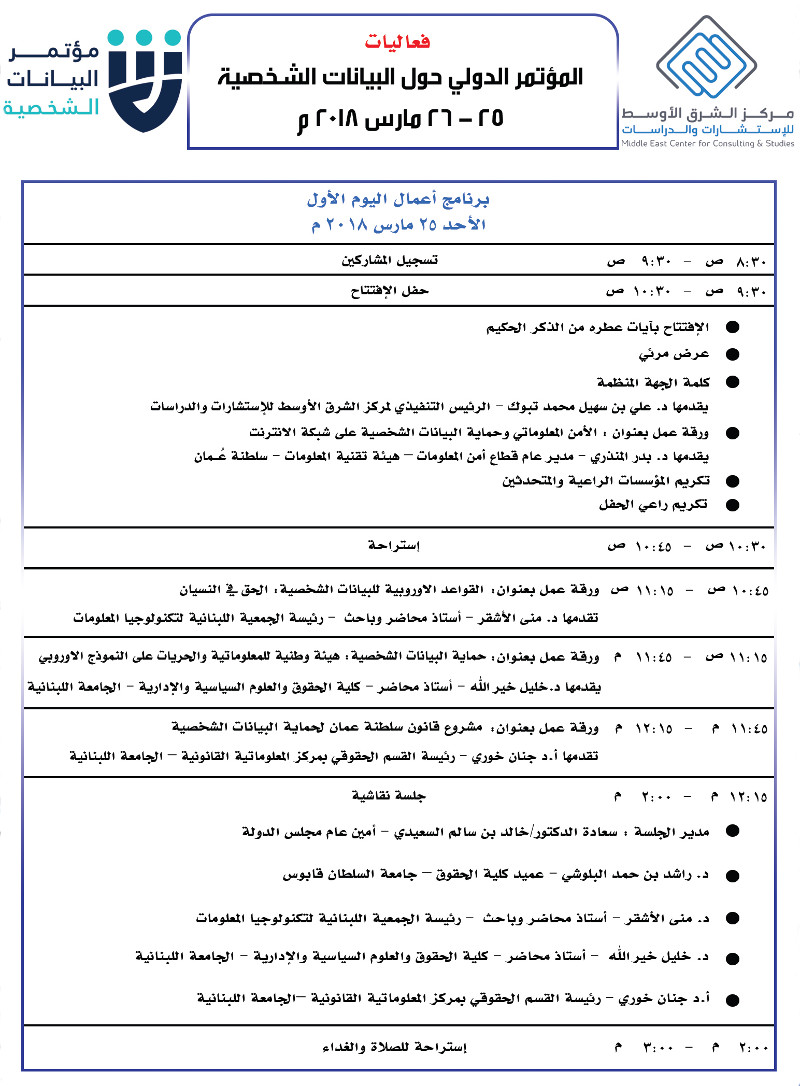 مؤتمر
البيانات
الشخصية
فعاليات
المؤتمر الدولي حول البيانات الشخصية
٢٥ – ٢٦ مارس ٢٠١٨ م
مركز الشرق الأوسط
للإستشارات والدراسات
Middle East Center for Consulting & Studies
برنامج أعمال اليوم الأول
الأحد ٢٥ مارس ٢٠١٨ م
٨:٣٠ ص – ٩:٣٠ ص تسجيل المشاركين
٩:٣٠ ص – ١٠:٣٠ ص حفل الإفتتاح
● الإفتتاح بآيات عطره من الذكر الحكيم
● عرض مرئي
● كلمة الجهة المنظمة
يقدمها د. علي بن سهيل محمد تبوك – الرئيس التنفيذي لمركز الشرق الأوسط للإستشارات والدراسات
● ورقة عمل بعنوان : الأمن المعلوماتي وحماية البيانات الشخصية على شبكة الانترنت
يقدمها د. بدر المنذري – مدير عام قطاع أمن المعلومات – هيئة تقنية المعلومات – سلطنة عُمان
● تكريم المؤسسات الراعية والمتحدثين
● تكريم راعي الحفل
١٠:٣٠ ص – ١٠:٤٥ ص إستراحة
١٠:٤٥ ص – ١١:١٥ ص ورقة عمل بعنوان: القواعد الاوروبية للبيانات الشخصية: الحق في النسيان
تقدمها د. منى الأشقر – أستاذ محاضر وباحث – رئيسة الجمعية اللبنانية لتكنولوجيا المعلومات
١١:١٥ ص – ١١:٤٥ م ورقة عمل بعنوان: حماية البيانات الشخصية: هيئة وطنية للمعلوماتية والحريات على النموذج الاوروبي
يقدمها د.خليل خير الله – أستاذ محاضر – كلية الحقوق والعلوم السياسية والإدارية – الجامعة اللبنانية
١١:٤٥ م – ١٢:١٥ م ورقة عمل بعنوان: مشروع قانون سلطنة عمان لحماية البيانات الشخصية
تقدمها أ.د جنان خوري – رئيسة القسم الحقوقي بمركز المعلوماتية القانونية – الجامعة اللبنانية
١٢:١٥ م – ٢:٠٠ م جلسة نقاشية
● مدير الجلسة : سعادة الدكتور/خالد بن سالم السعيدي – أمين عام مجلس الدولة
● د. راشد بن حمد البلوشي – عميد كلية الحقوق – جامعة السلطان قابوس
● د. منى الأشقر – أستاذ محاضر وباحث – رئيسة الجمعية اللبنانية لتكنولوجيا المعلومات
● د. خليل خير الله – أستاذ محاضر – كلية الحقوق والعلوم السياسية والإدارية – الجامعة اللبنانية
● أ.د جنان خوري – رئيسة القسم الحقوقي بمركز المعلوماتية القانونية –الجامعة اللبنانية
٢:٠٠ م – ٣:٠٠ م إستراحة للصلاة والغداء